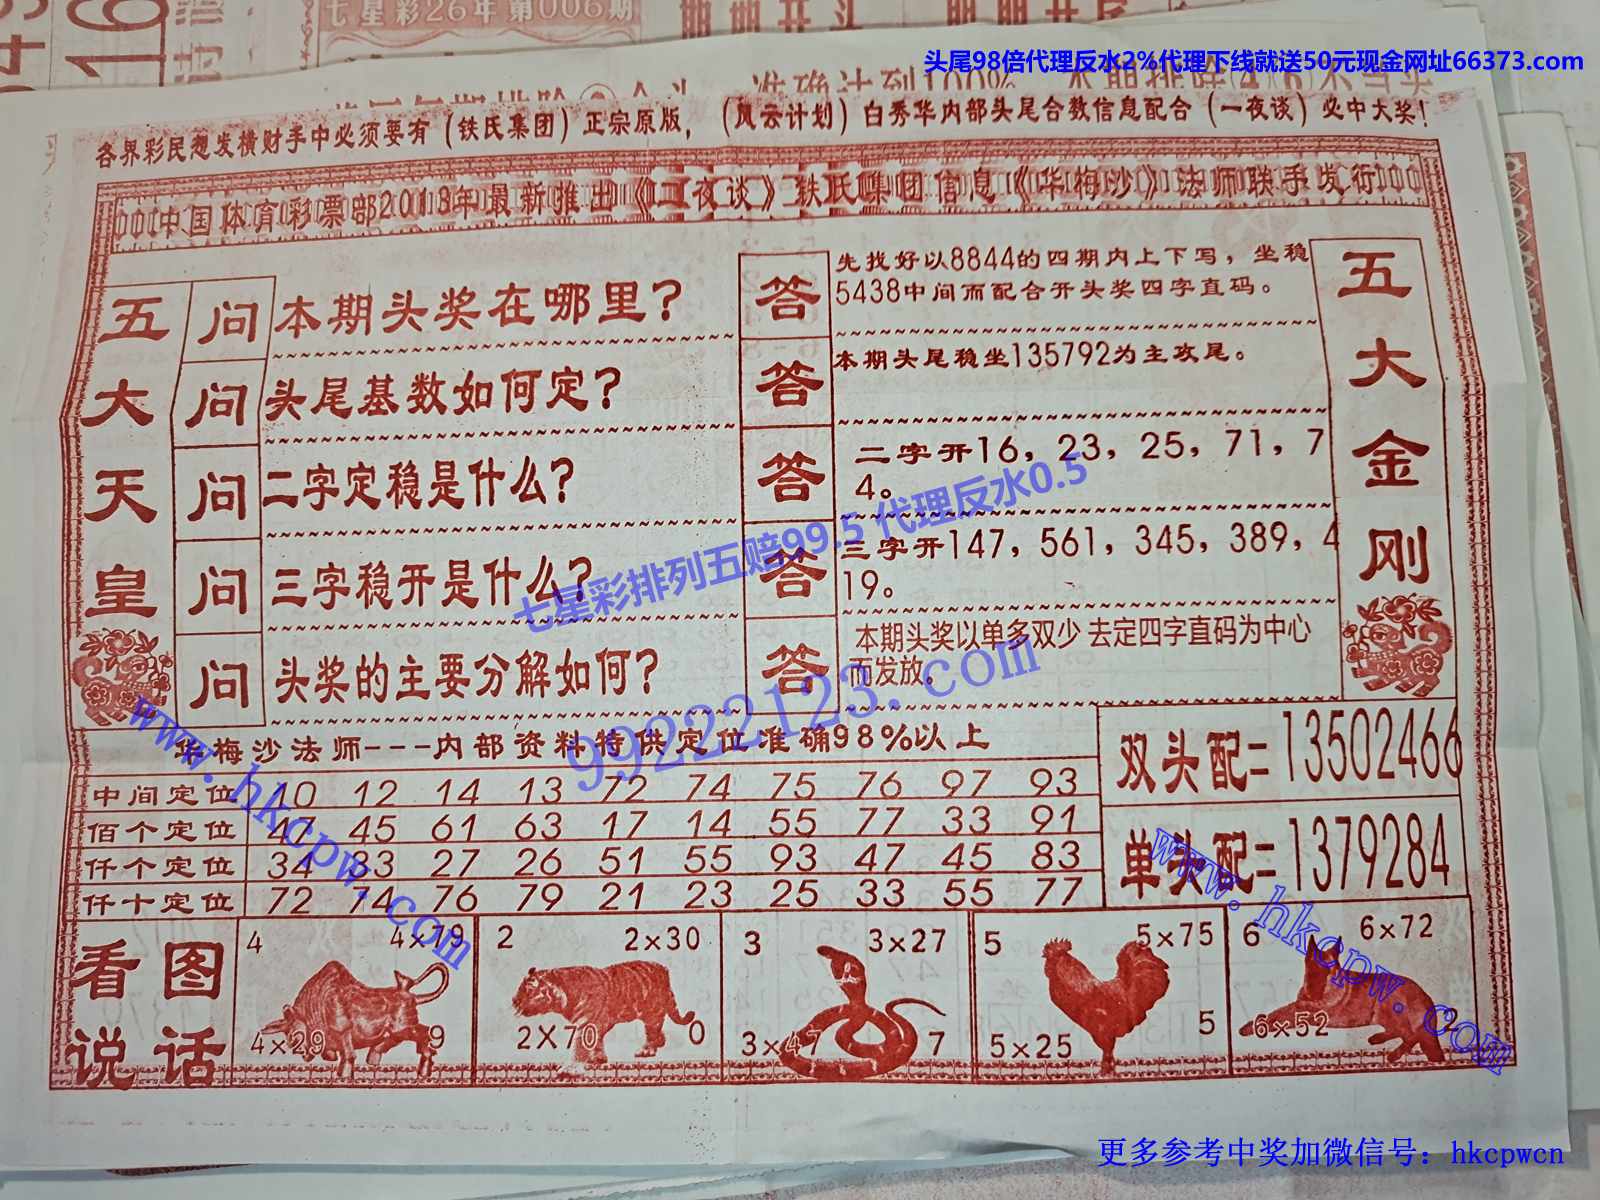 七星彩26年第006期
头尾98倍代理反水2%代理下线就送50元现金网址66373.com
各界彩民想发横财手中必须要有（铁氏集团）正宗原版，（风云计划）白秀华内部头尾合数信息配合（一夜谈）必中大奖！
中国体育彩票部2013年最新推出《一夜谈》铁氏集团信息《华梅沙》法师联手发行
五大天皇
问 本期头奖在哪里？
答 先找好以8844的四期内上下写，坐稳
5438中间而配合开头奖四字直码。
问 头尾基数如何定？
答 本期头尾稳坐135792为主攻尾。
问 二字定稳是什么？
答 二字开16，23，25，71，7
4。
问 三字稳开是什么？
答 三字开147，561，345，389，4
19。
问 头奖的主要分解如何？
答 本期头奖以单多双少 去定四字直码为中心
而发放。
五大金刚
七星彩排列五赔99.5 代理反水0.5
99222123.com
华梅沙法师---内部资料特供定位准确98%以上
中间定位 10 12 14 13 72 74 75 76 97 93
佰个定位 47 45 61 63 17 14 55 77 33 91
仟个定位 34 33 27 26 51 55 93 47 45 83
仟十定位 72 74 76 79 21 23 25 33 55 77
双头配=13502466
单头配=1379284
www.hkcpw.com
www.hkcpw.com
看图
说话
4 4×79
4×29 9
2 2×30
2×70 0
3 3×27
3×47 7
5 5×75
5×25 5
6 6×72
6×52 2
更多参考中奖加微信号：hkcpwcn